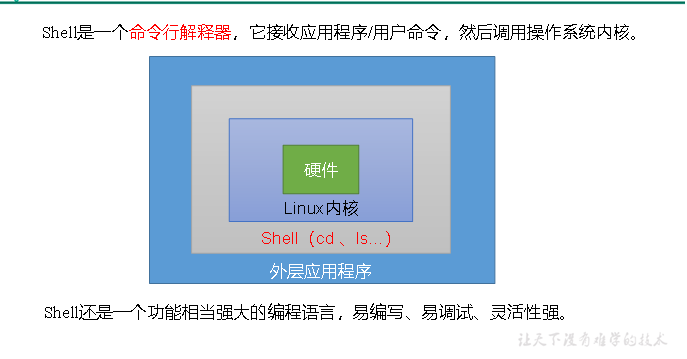 Shell是一个命令行解释器，它接收应用程序/用户命令，然后调用操作系统内核。
硬件
Linux内核
Shell（cd 、ls...）
外层应用程序
Shell还是一个功能相当强大的编程语言，易编写、易调试、灵活性强。
让天下没有难学的技术